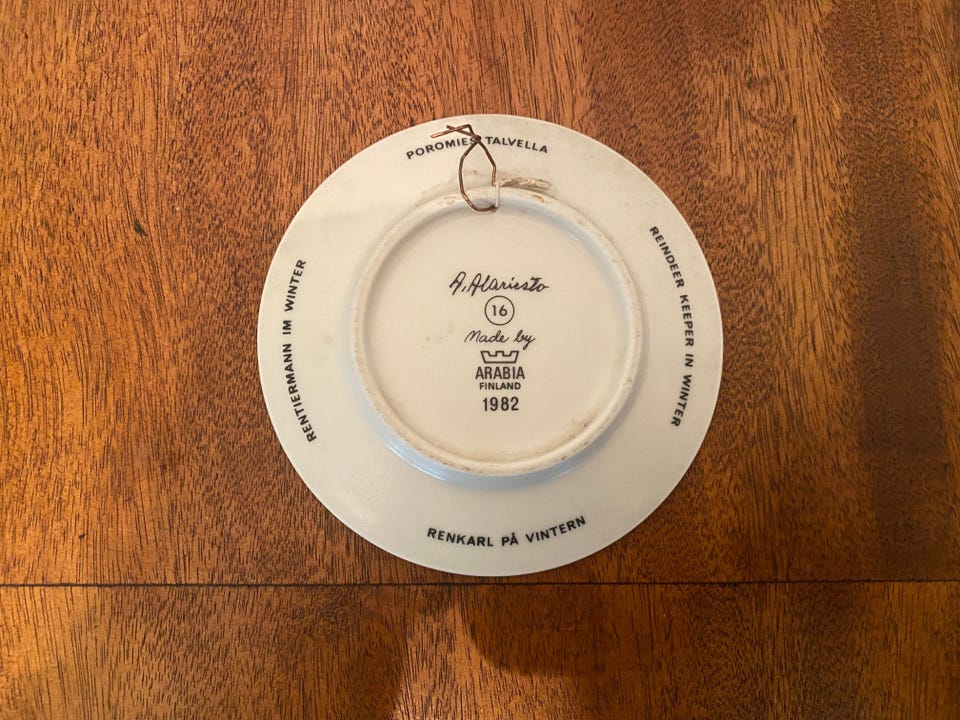 POROMIES TALVELLA
REINDEER KEEPER IN WINTER
RENKARL PÅ VINTERN
RENTIERMANN IM WINTER
A. Alariesto
16
Made by
ARABIA
FINLAND
1982